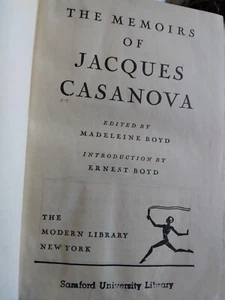 THE MEMOIRS
OF
JACQUES
CASANOVA
EDITED BY
MADELEINE BOYD
INTRODUCTION BY
ERNEST BOYD
THE
MODERN LIBRARY
NEW YORK
Samford University Library